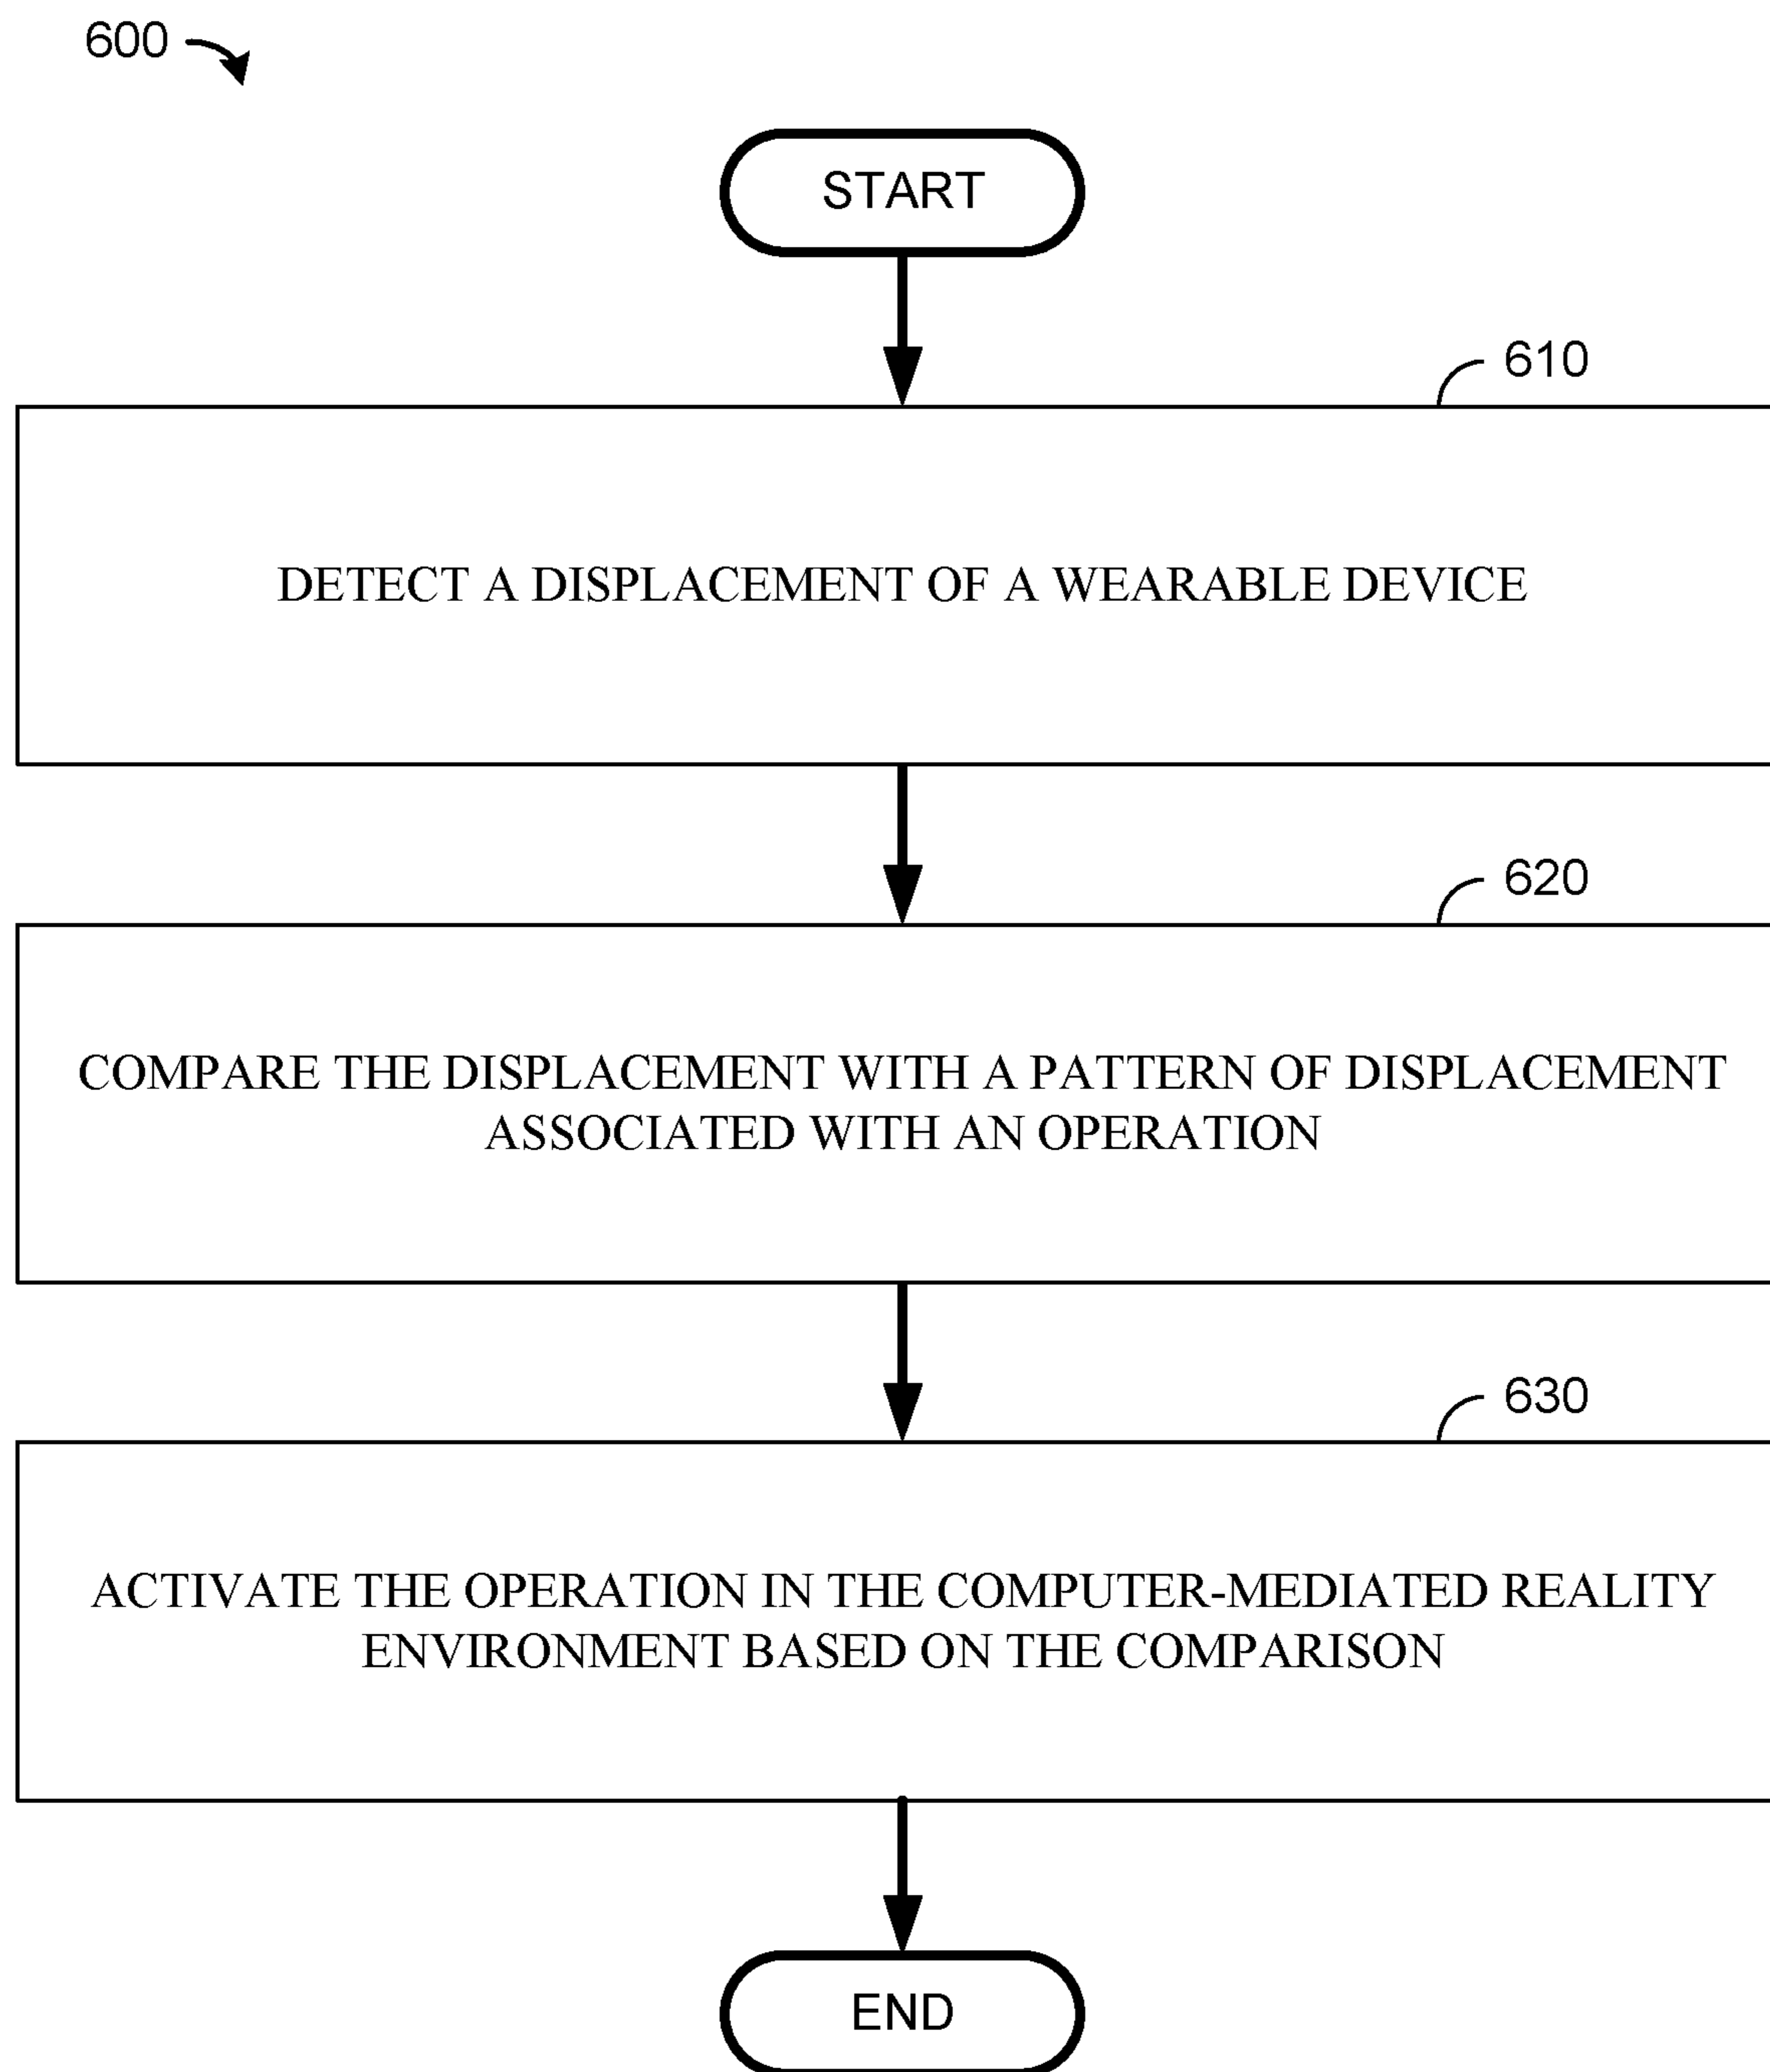 600
START
610
DETECT A DISPLACEMENT OF A WEARABLE DEVICE
620
COMPARE THE DISPLACEMENT WITH A PATTERN OF DISPLACEMENT
ASSOCIATED WITH AN OPERATION
630
ACTIVATE THE OPERATION IN THE COMPUTER-MEDIATED REALITY
ENVIRONMENT BASED ON THE COMPARISON
END